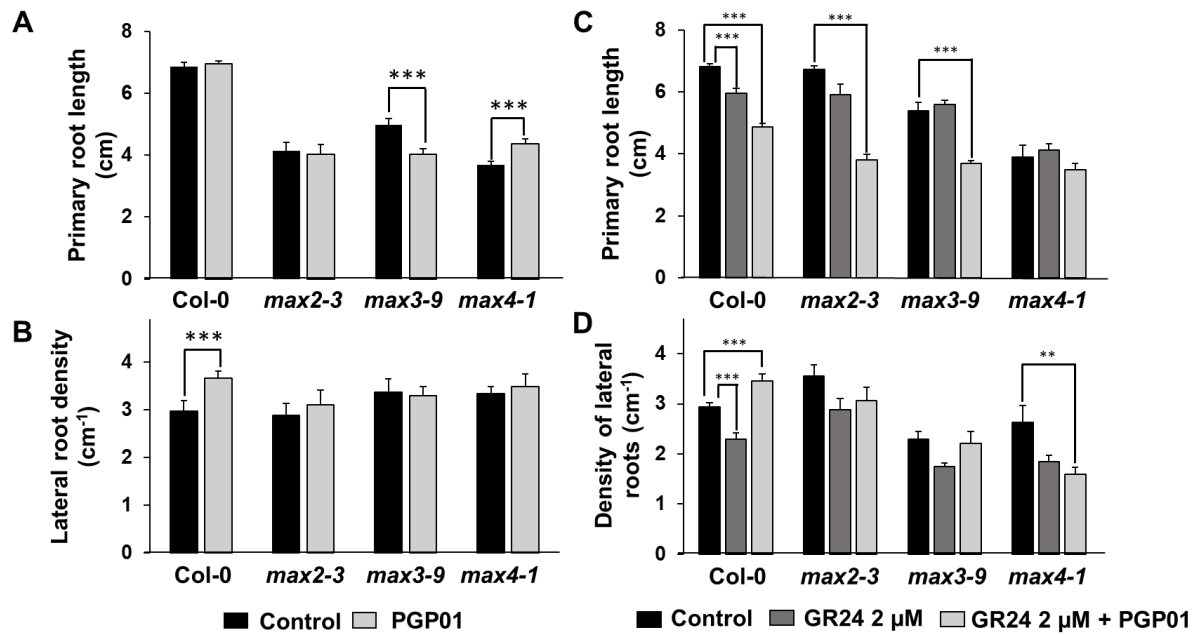 A
Primary root length
(cm)
8
6
4
2
0
***
***
Col-0 max2-3 max3-9 max4-1
B
Lateral root density
(cm-1)
4
3
2
1
0
***
Col-0 max2-3 max3-9 max4-1
Control PGP01
C
Primary root length
(cm)
8
6
4
2
0
***
***
***
***
Col-0 max2-3 max3-9 max4-1
D
Density of lateral
roots (cm-1)
4
3
2
1
0
***
***
**
Col-0 max2-3 max3-9 max4-1
Control GR24 2 µM GR24 2 µM + PGP01